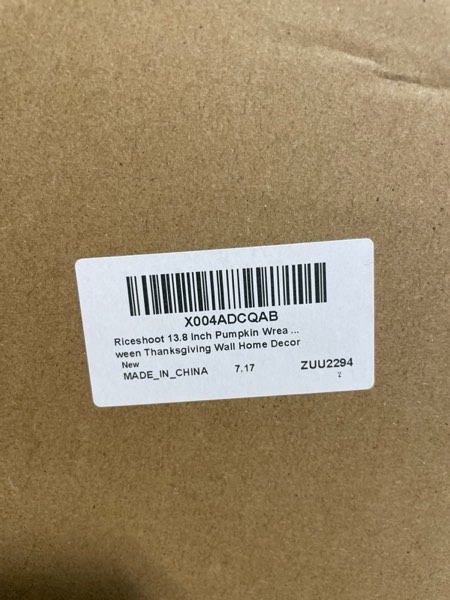 X004ADCQAB
Riceshoot 13.8 Inch Pumpkin Wrea ...
ween Thanksgiving Wall Home Decor
New
MADE_IN_CHINA 7.17 ZUU2294
Z